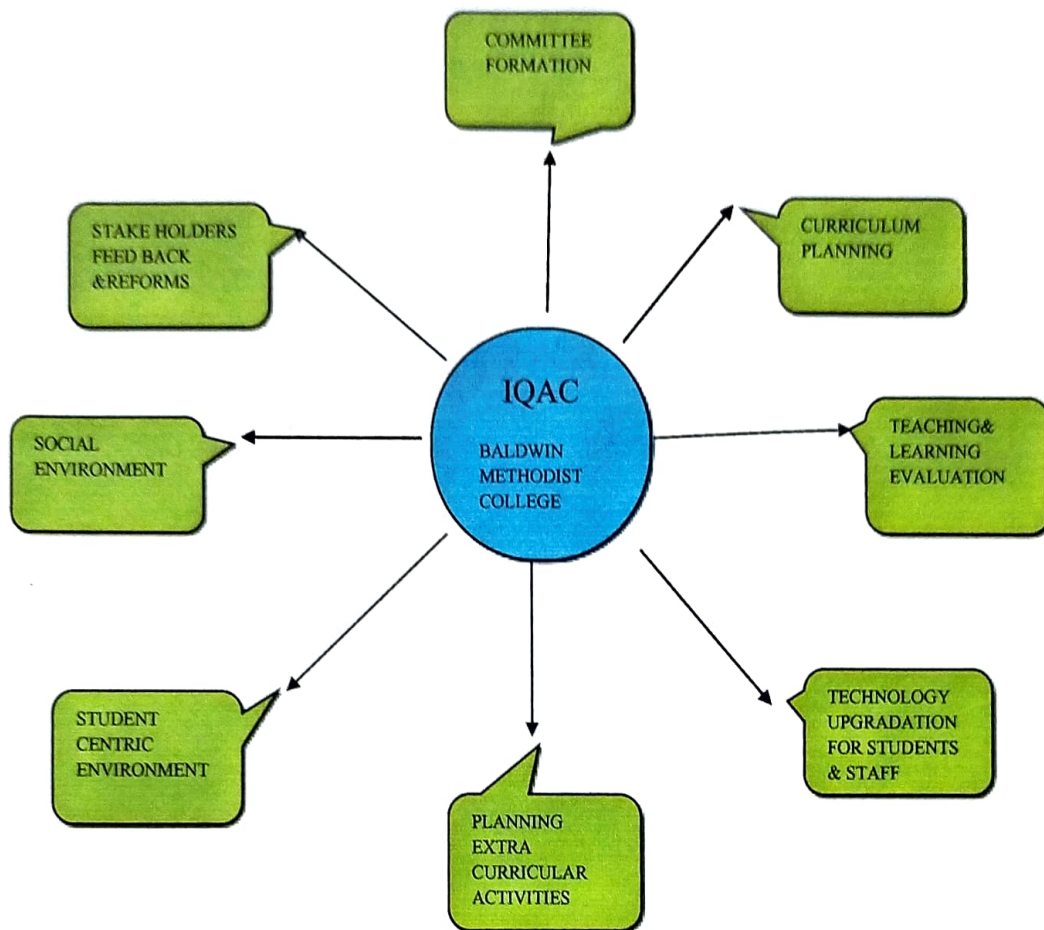 COMMITTEE
FORMATION
CURRICULUM
PLANNING
TEACHING&
LEARNING
EVALUATION
TECHNOLOGY
UPGRADATION
FOR STUDENTS
& STAFF
PLANNING
EXTRA
CURRICULAR
ACTIVITIES
STUDENT
CENTRIC
ENVIRONMENT
SOCIAL
ENVIRONMENT
STAKE HOLDERS
FEED BACK
&REFORMS
IQAC
BALDWIN
METHODIST
COLLEGE